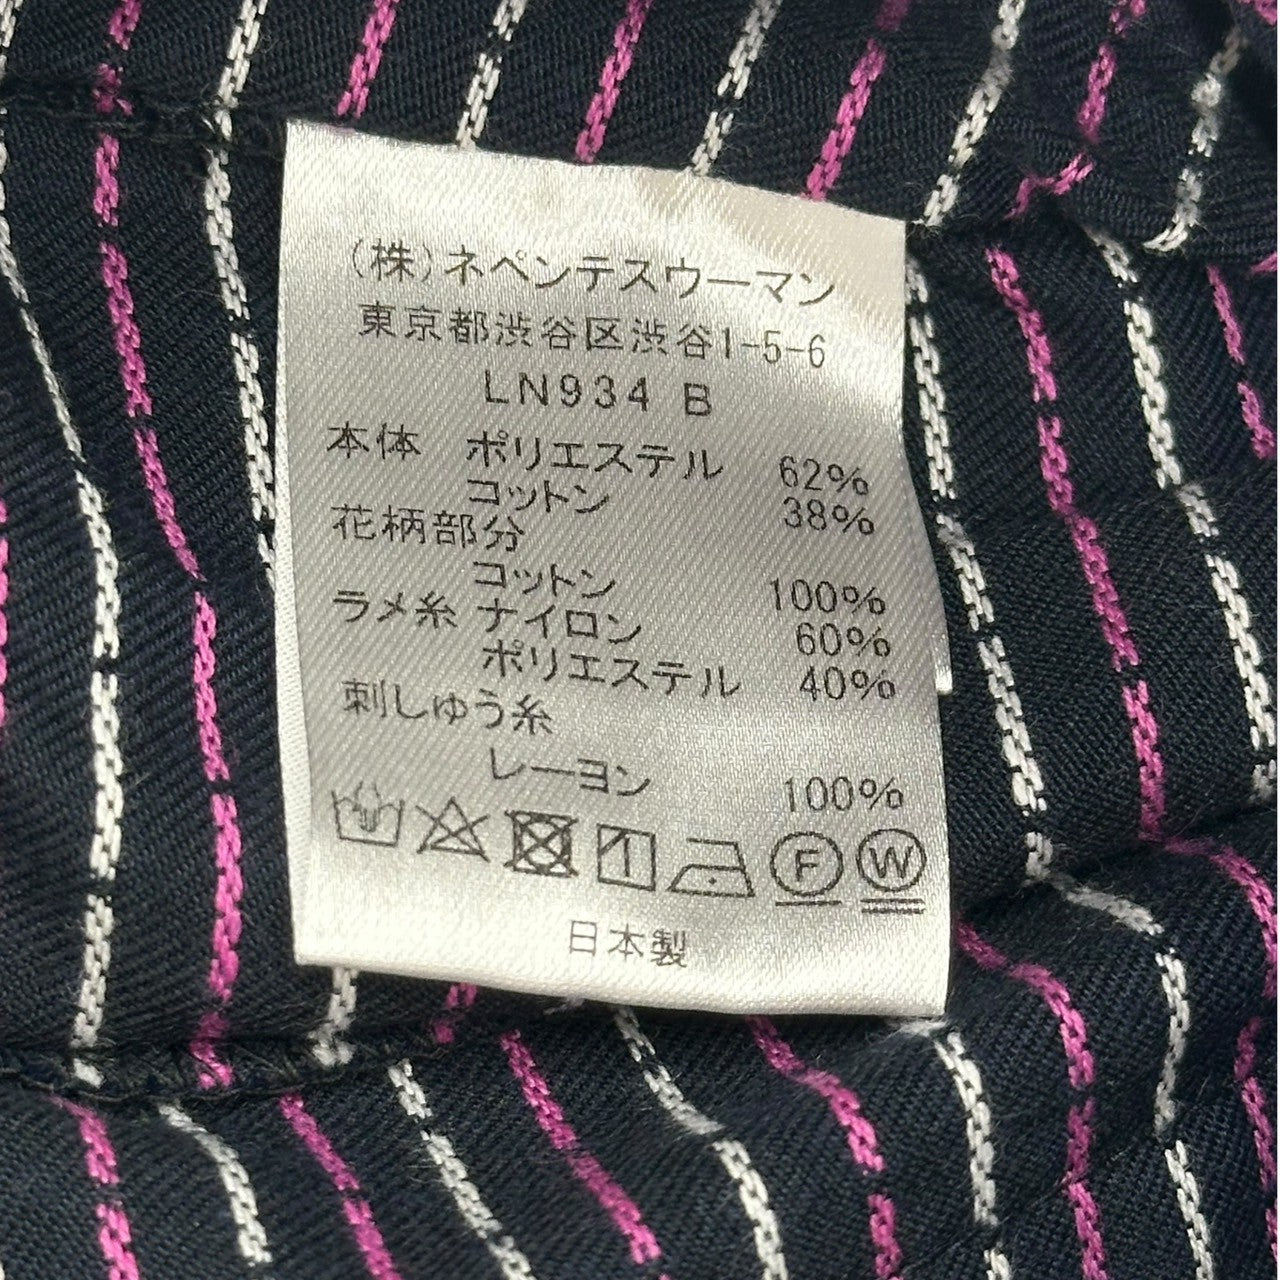 (株)ネペンテスウーマン
東京都渋谷区渋谷1-5-6
LN934 B
本体 ポリエステル 62%
コットン 38%
花柄部分
コットン 100%
ラメ糸 ナイロン 60%
ポリエステル 40%
刺しゅう糸
レーヨン 100%
F W
日本製